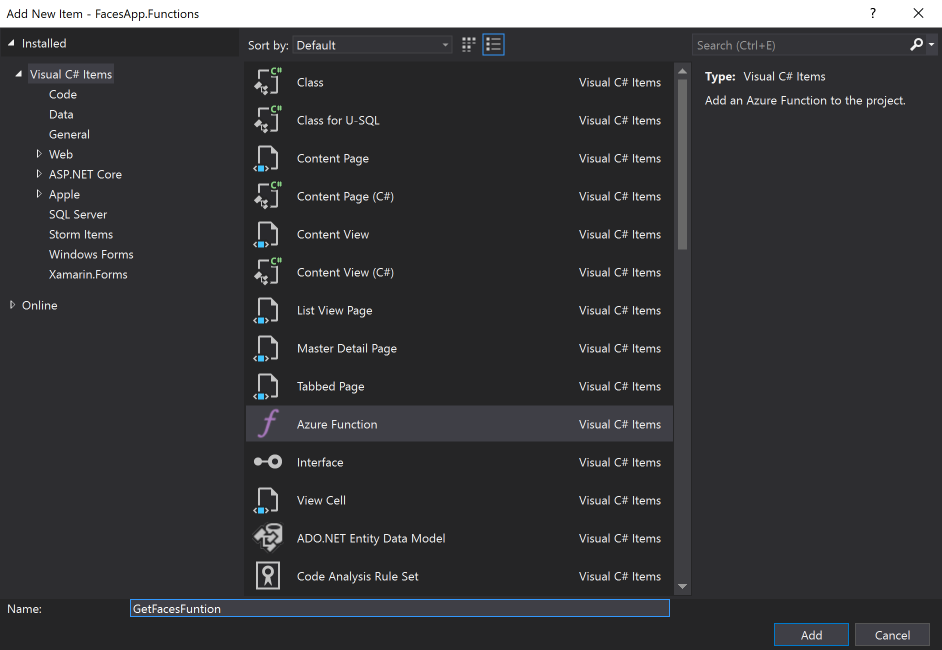 Add New Item - FacesApp.Functions
?
Installed
Sort by: Default
Search (Ctrl+E)
Visual C# Items
Code
Data
General
Web
ASP.NET Core
Apple
SQL Server
Storm Items
Windows Forms
Xamarin.Forms
Online
C# Class Visual C# Items
C# Class for U-SQL Visual C# Items
Content Page Visual C# Items
C# Content Page (C#) Visual C# Items
Content View Visual C# Items
C# Content View (C#) Visual C# Items
List View Page Visual C# Items
Master Detail Page Visual C# Items
Tabbed Page Visual C# Items
Azure Function Visual C# Items
Interface Visual C# Items
View Cell Visual C# Items
ADO.NET Entity Data Model Visual C# Items
Code Analysis Rule Set Visual C# Items
Type: Visual C# Items
Add an Azure Function to the project.
Name: GetFacesFuntion
Add Cancel